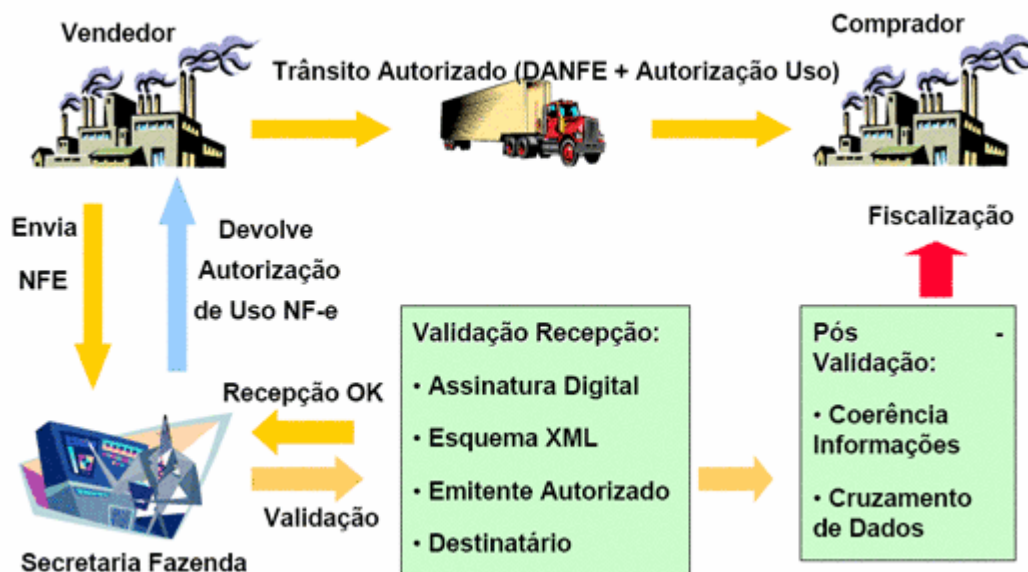 Vendedor
Comprador
Trânsito Autorizado (DANFE + Autorização Uso)
Envia
NFE
Devolve
Autorização
de Uso NF-e
Fiscalização
Recepção OK
Validação
Secretaria Fazenda
Validação Recepção:
• Assinatura Digital
• Esquema XML
• Emitente Autorizado
• Destinatário
Pós -
Validação:
• Coerência
Informações
• Cruzamento
de Dados